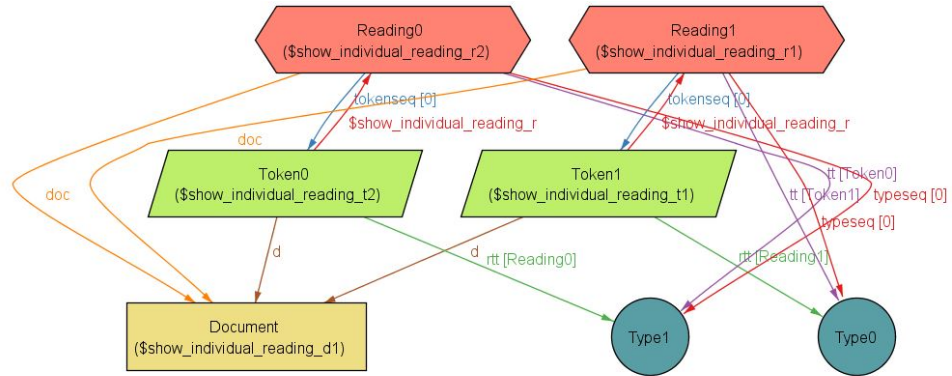 Reading0
($show_individual_reading_r2)
Reading1
($show_individual_reading_r1)
tokenseq [0]
$show_individual_reading_r
tokenseq [0]
$show_individual_reading_r
doc
doc
Token0
($show_individual_reading_t2)
Token1
($show_individual_reading_t1)
tt [Token0]
tt [Token1]
typeseq [0]
typeseq [0]
d
d
rtt [Reading0]
rtt [Reading1]
Document
($show_individual_reading_d1)
Type1
Type0